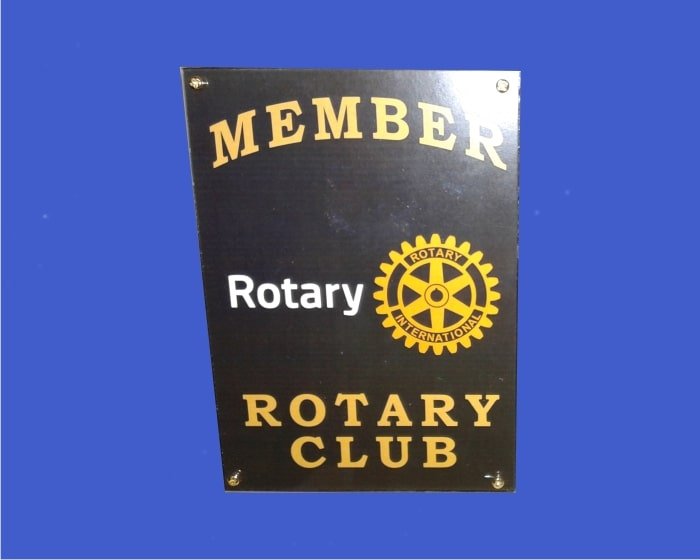 MEMBER
Rotary
ROTARY
INTERNATIONAL
ROTARY
CLUB